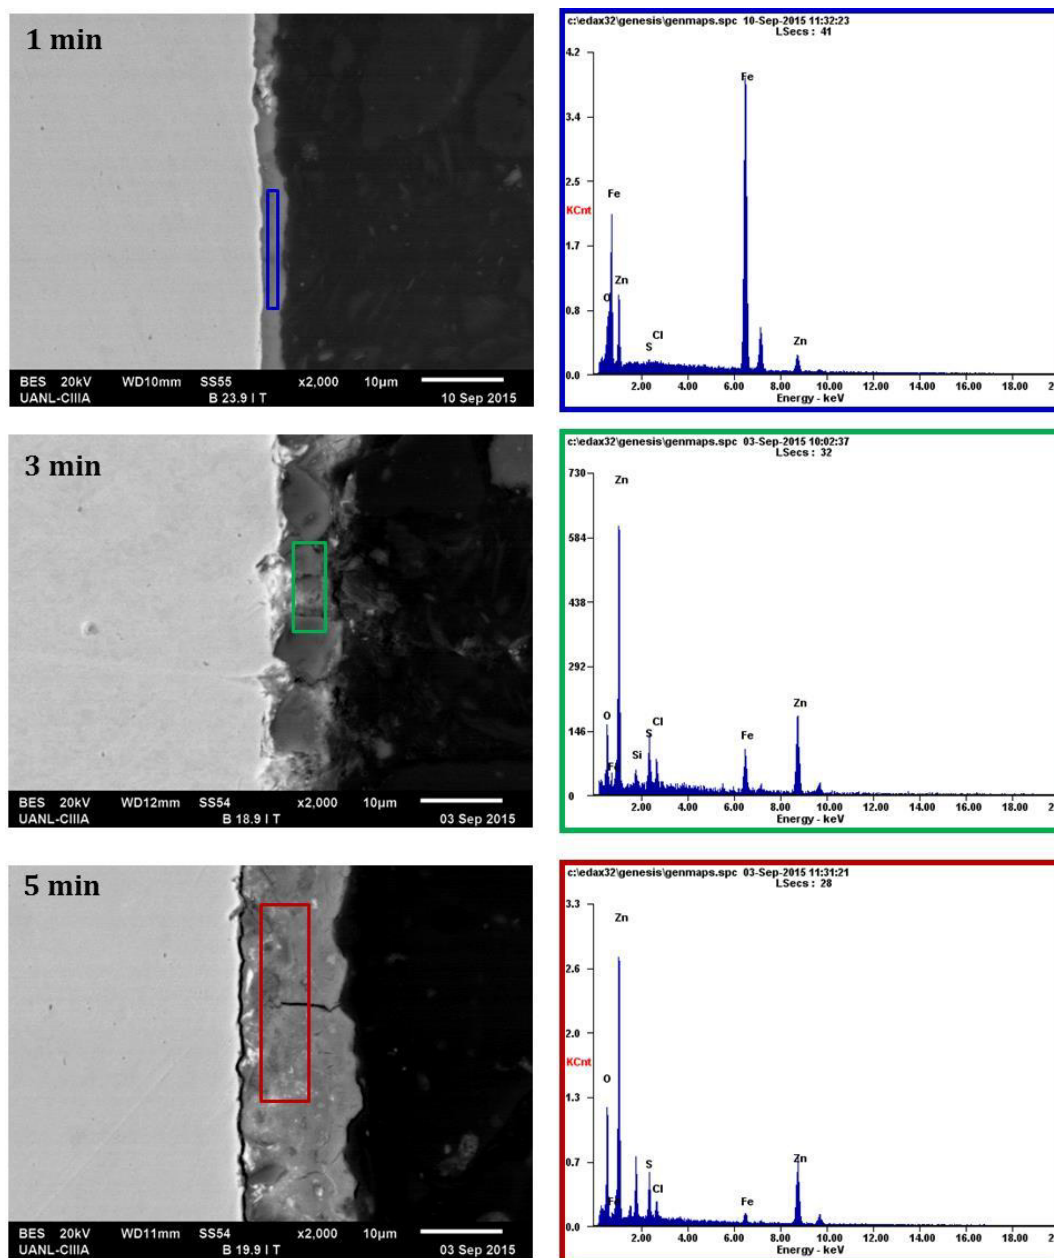 1 min
BES 20kV WD10mm SS55 x2,000 10µm
UANL-CIIIA B 23.9 I T 10 Sep 2015
c:\edax32\genesis\genmaps.spc 10-Sep-2015 11:32:23
LSecs : 41
4.2
3.4
2.5
KCnt
1.7
0.8
0.0
Fe
Fe
Zn
O
Cl
S
Zn
2.00 4.00 6.00 8.00 10.00 12.00 14.00 16.00 18.00 2
Energy - keV
3 min
BES 20kV WD12mm SS54 x2,000 10µm
UANL-CIIIA B 18.9 I T 03 Sep 2015
c:\edax32\genesis\genmaps.spc 03-Sep-2015 10:02:37
LSecs : 32
730
584
438
292
146
0
Zn
O
Fe
Si
S
Cl
Fe
Zn
2.00 4.00 6.00 8.00 10.00 12.00 14.00 16.00 18.00 2
Energy - keV
5 min
BES 20kV WD11mm SS54 x2,000 10µm
UANL-CIIIA B 19.9 I T 03 Sep 2015
c:\edax32\genesis\genmaps.spc 03-Sep-2015 11:31:21
LSecs : 28
3.3
2.6
2.0
KCnt
1.3
0.7
0.0
Zn
O
Fe
S
Cl
Fe
Zn
2.00 4.00 6.00 8.00 10.00 12.00 14.00 16.00 18.00 2
Energy - keV